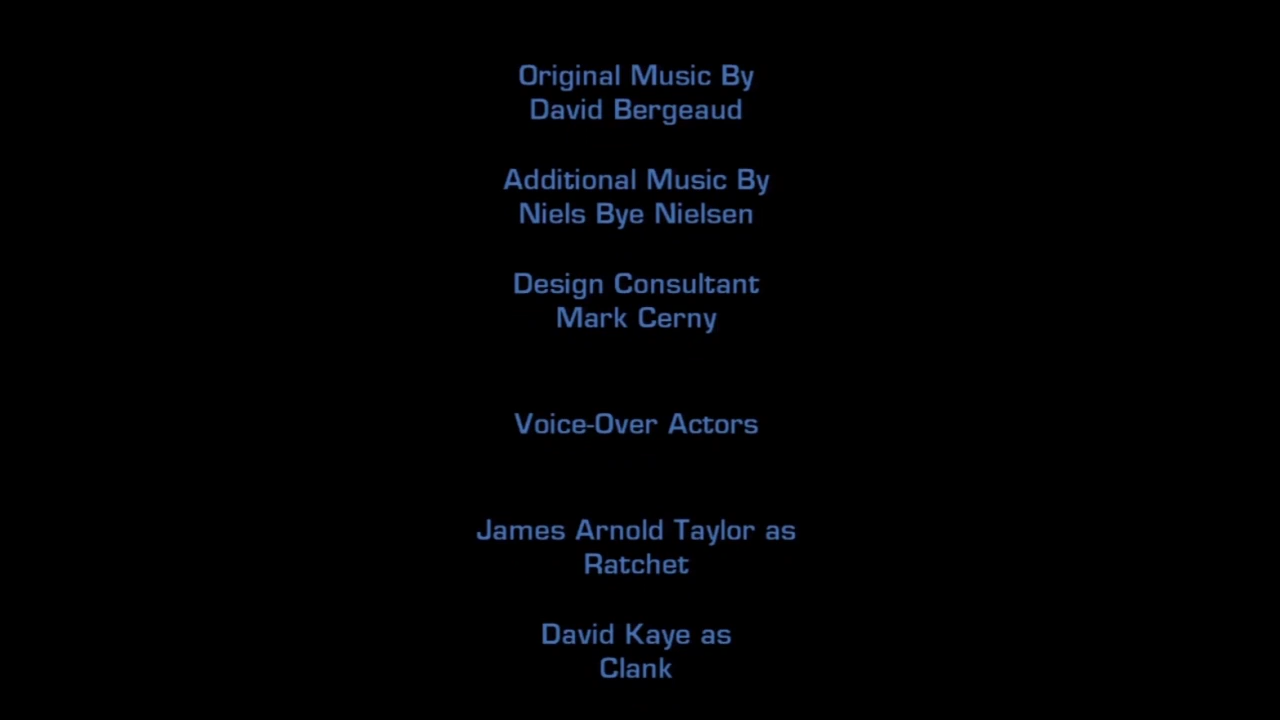 Original Music By
David Bergeaud
Additional Music By
Niels Bye Nielsen
Design Consultant
Mark Cerny
Voice-Over Actors
James Arnold Taylor as
Ratchet
David Kaye as
Clank